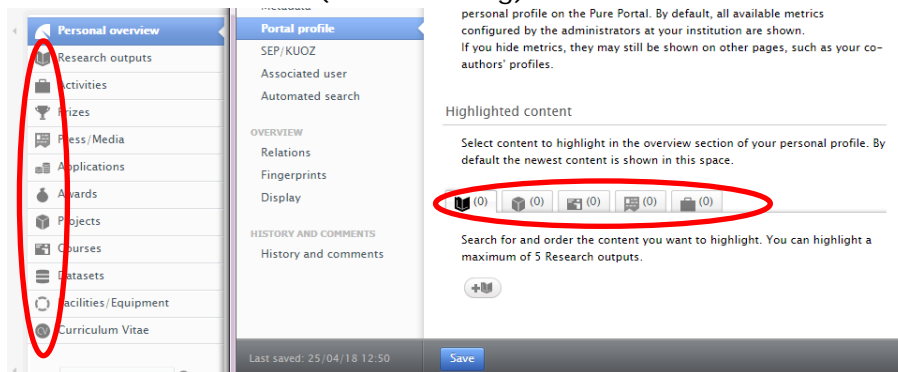 Personal overview
Research outputs
Activities
Prizes
Press/Media
Applications
Awards
Projects
Courses
Datasets
Facilities/Equipment
CV Curriculum Vitae
Portal profile
SEP/KUOZ
Associated user
Automated search
OVERVIEW
Relations
Fingerprints
Display
HISTORY AND COMMENTS
History and comments
personal profile on the Pure Portal. By default, all available metrics
configured by the administrators at your institution are shown.
If you hide metrics, they may still be shown on other pages, such as your co-
authors' profiles.
Highlighted content
Select content to highlight in the overview section of your personal profile. By
default the newest content is shown in this space.
(0) (0) (0) (0) (0)
Search for and order the content you want to highlight. You can highlight a
maximum of 5 Research outputs.
+
Last saved: 25/04/18 12:50
Save